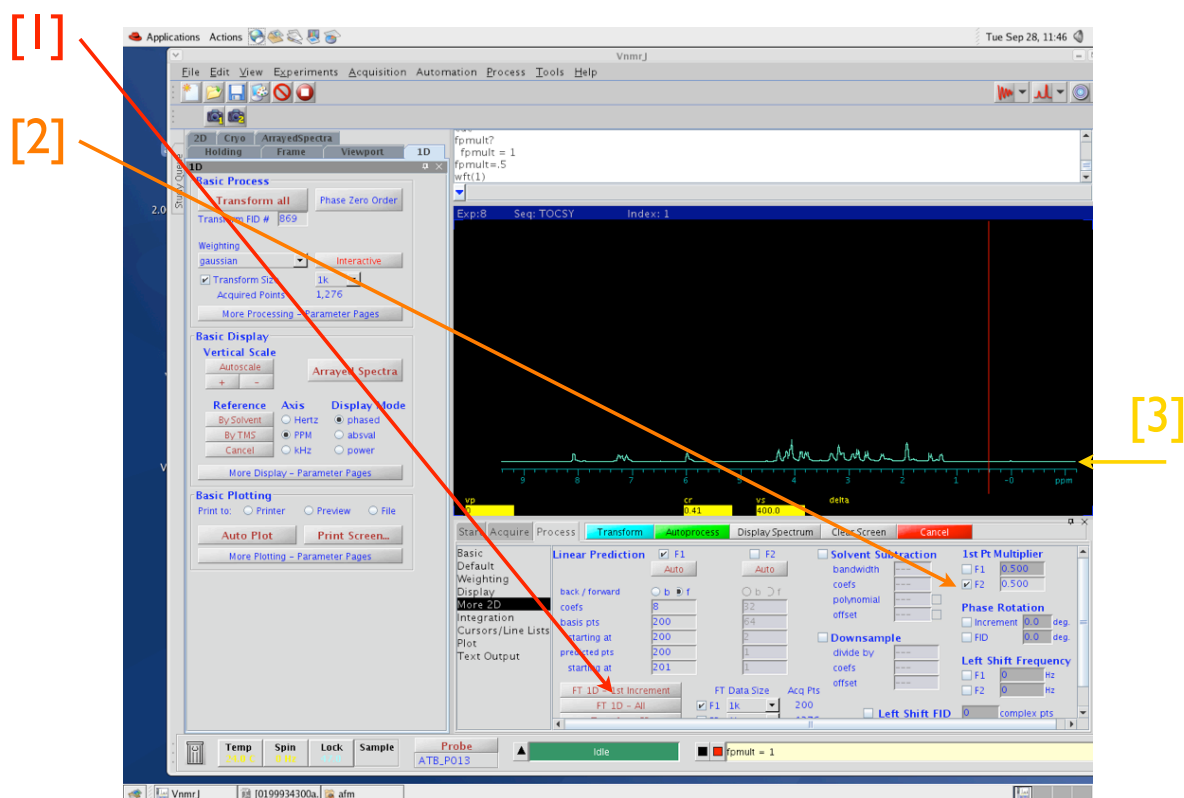 [1]
Applications Actions Tue Sep 28, 11:46
VnmrJ
File Edit View Experiments Acquisition Automation Process Tools Help
[2]
2D Cryo ArrayedSpectra
Holding Frame Viewport 1D
1D
Study Queue
2.0
Basic Process
Transform all Phase Zero Order
Transform FID # 869
Weighting
gaussian Interactive
Transform Size 1k
Acquired Points 1,276
More Processing – Parameter Pages
Basic Display
Vertical Scale
Autoscale
+ -
Arrayed Spectra
Reference Axis Display Mode
By Solvent Hertz phased
By TMS PPM absval
Cancel kHz power
More Display – Parameter Pages
Basic Plotting
Print to: Printer Preview File
Auto Plot Print Screen...
More Plotting – Parameter Pages
fpmult?
fpmult = 1
fpmult=.5
wft(1)
Exp:8 Seq: TOCSY Index: 1
[3]
9 8 7 6 5 4 3 2 1 -0 ppm
vp cr vs delta
0 0.41 400.0
Start Acquire Process Transform Autoprocess Display Spectrum Clear Screen Cancel
Basic
Default
Weighting
Display
More 2D
Integration
Cursors/Line Lists
Plot
Text Output
Linear Prediction F1 F2
Auto Auto
back / forward b f b f
coefs 8 32
basis pts 200 64
starting at 200 2
predicted pts 200 1
starting at 201 1
FT 1D – 1st Increment FT Data Size Acq Pts
FT 1D – All F1 1k 200
Solvent Subtraction
bandwidth ---
coefs ---
polynomial ---
offset ---
Downsample
divide by ---
coefs ---
offset ---
Left Shift FID 0 complex pts
1st Pt Multiplier
F1 0.500
F2 0.500
Phase Rotation
Increment 0.0 deg.
FID 0.0 deg.
Left Shift Frequency
F1 0 Hz
F2 0 Hz
Temp Spin Lock Sample
Probe
ATB_P013
Idle
fpmult = 1
VnmrJ [0199934300a. afm